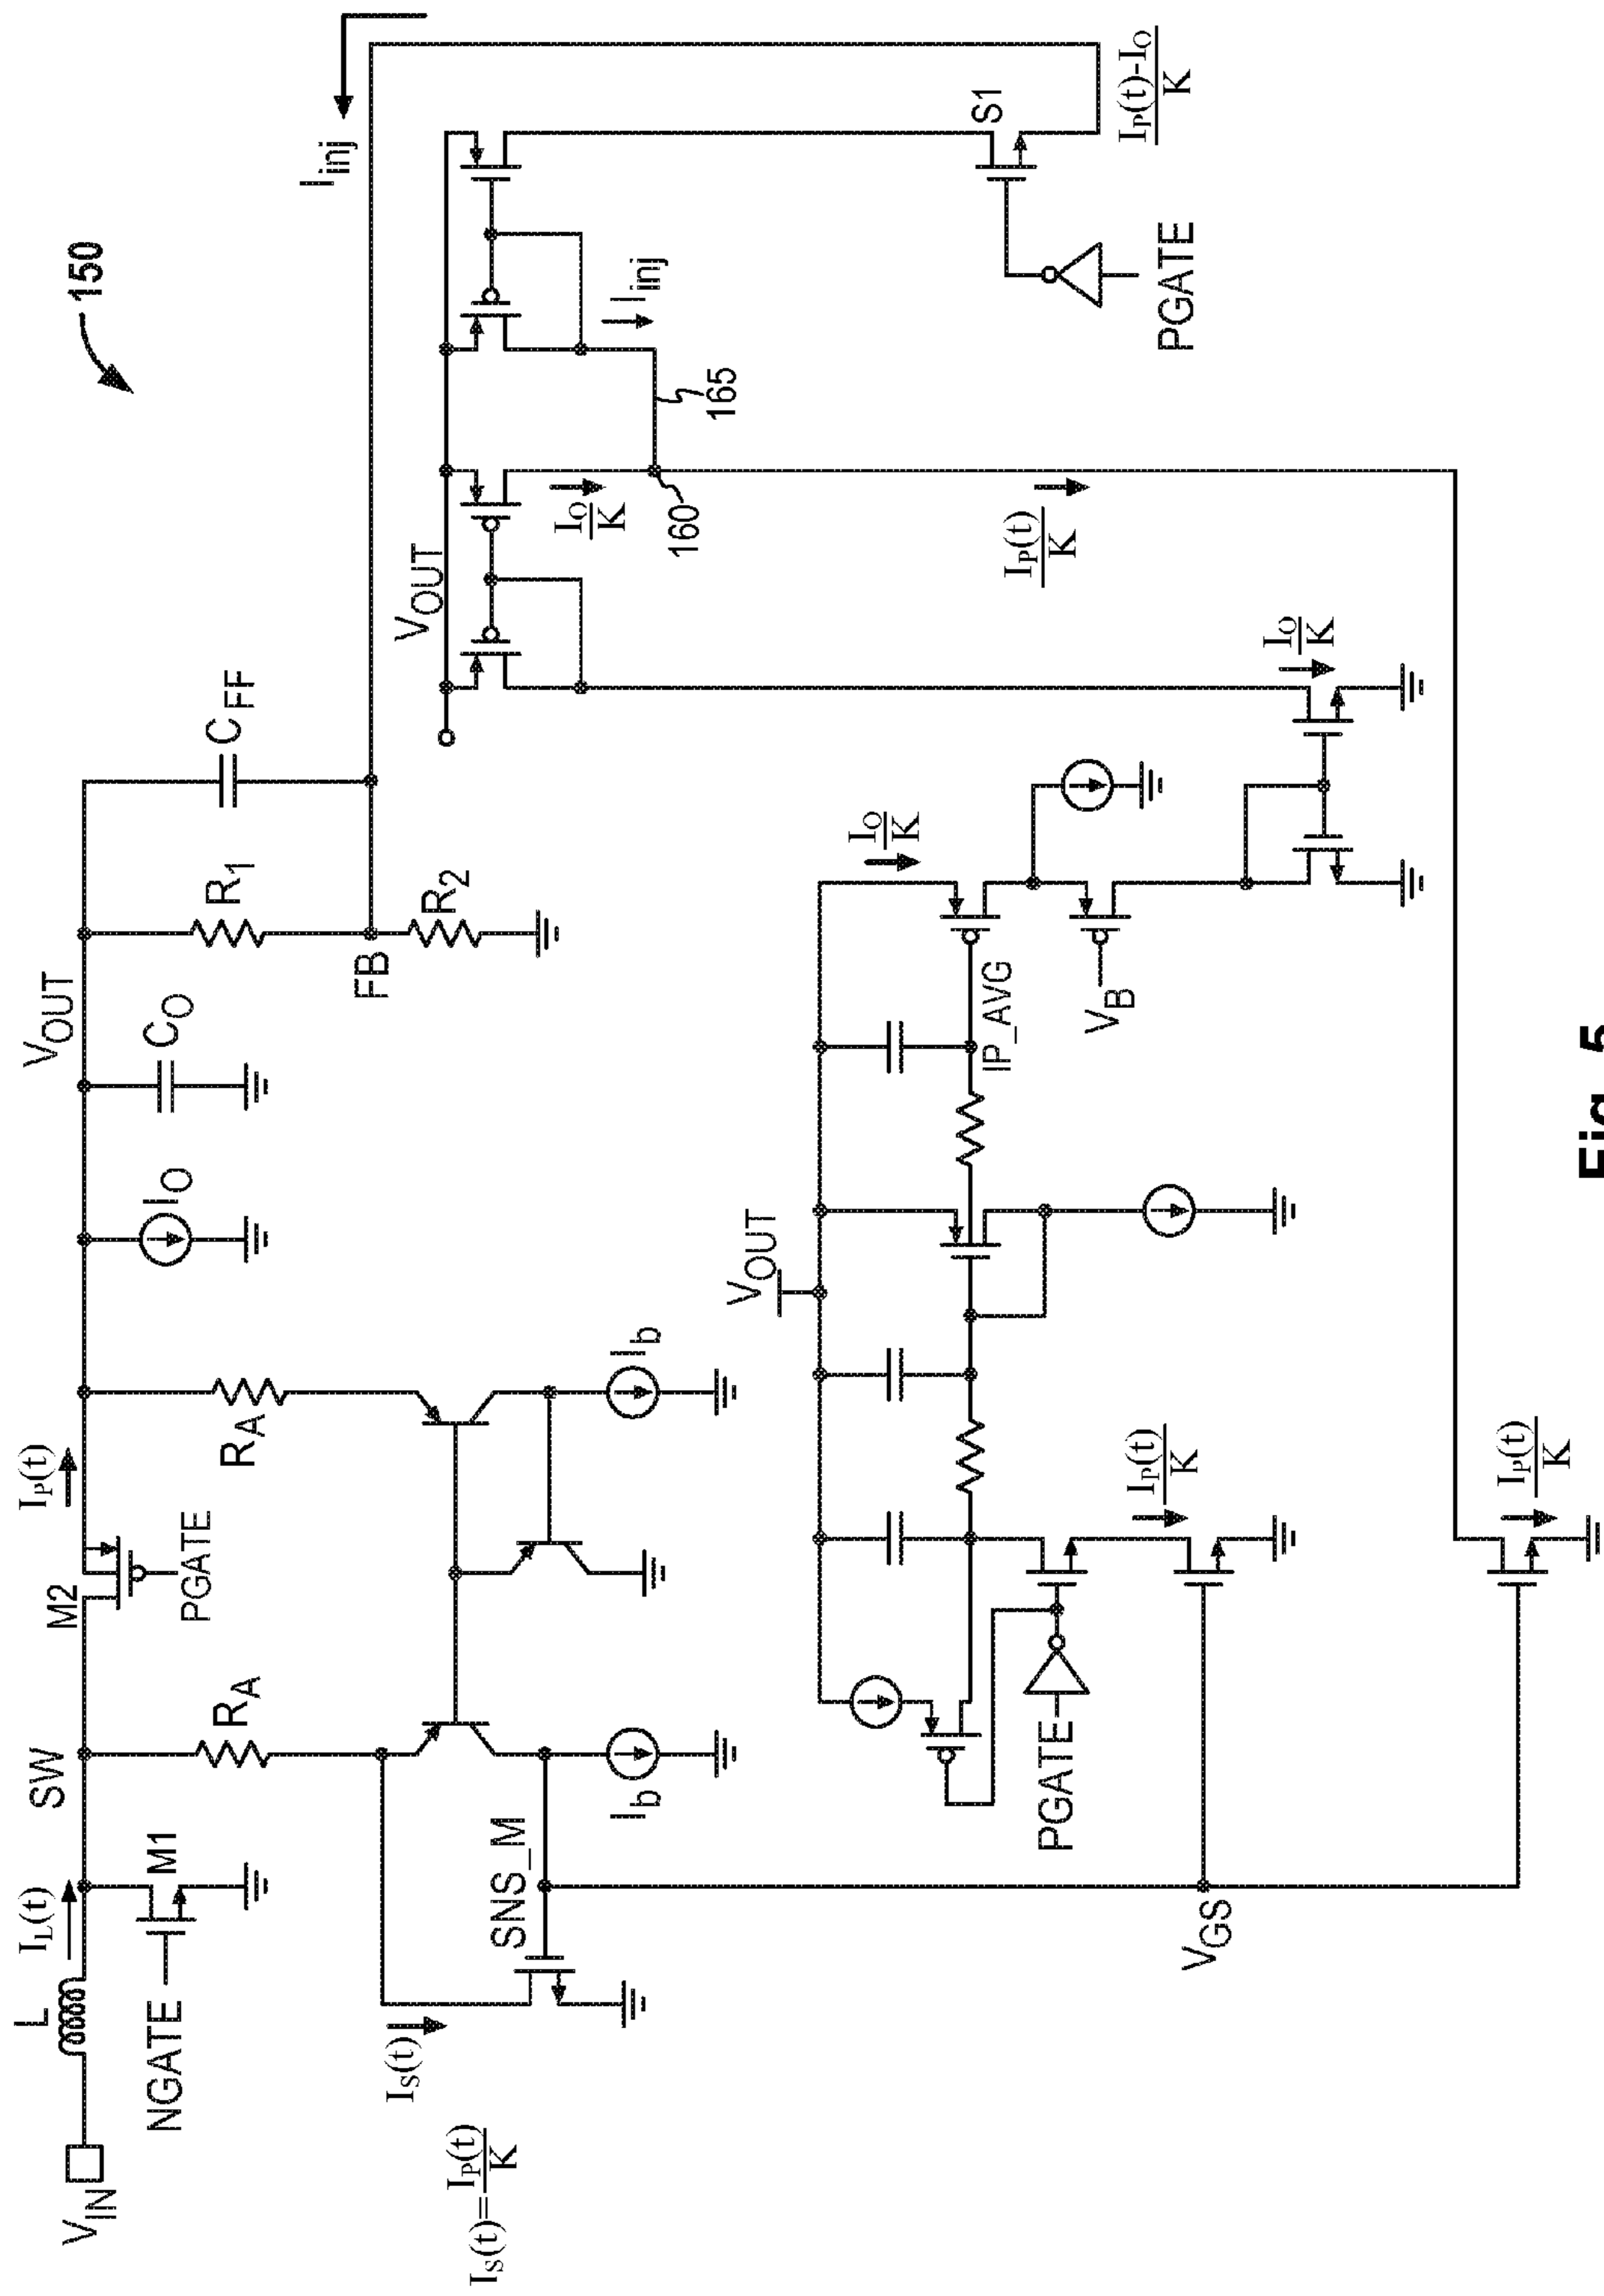 150
V_IN
L
I_L(t)
NGATE
M1
SW
M2
PGATE
I_P(t)
R_A
R_A
I_O
C_O
V_OUT
R_1
FB
R_2
C_FF
I_inj
I_S(t)
I_S(t)=I_P(t)/K
SNS_M
I_b
I_b
V_OUT
I_O/K
160
165
I_inj
S1
PGATE
(I_P(t)-I_O)/K
V_OUT
I_O/K
IP_AVG
V_B
I_P(t)/K
I_O/K
PGATE
I_P(t)/K
V_GS
I_P(t)/K
Fig. 5